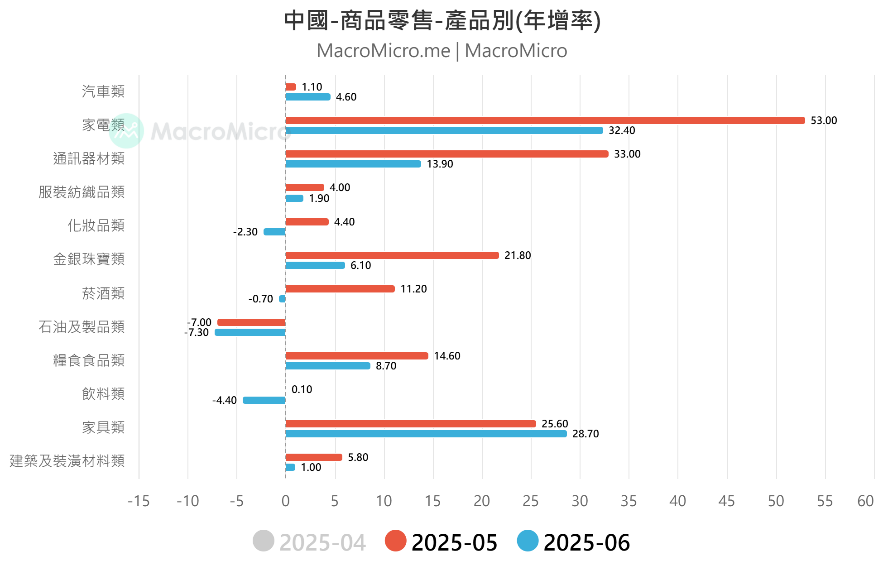 中國-商品零售-產品別(年增率)
MacroMicro.me | MacroMicro
汽車類
1.10
4.60
家電類
53.00
32.40
MacroMicro
通訊器材類
33.00
13.90
服裝紡織品類
4.00
1.90
化妝品類
4.40
-2.30
金銀珠寶類
21.80
6.10
菸酒類
11.20
-0.70
石油及製品類
-7.00
-7.30
糧食食品類
14.60
8.70
飲料類
0.10
-4.40
家具類
25.60
28.70
建築及裝潢材料類
5.80
1.00
-15 -10 -5 0 5 10 15 20 25 30 35 40 45 50 55 60
2025-04 2025-05 2025-06